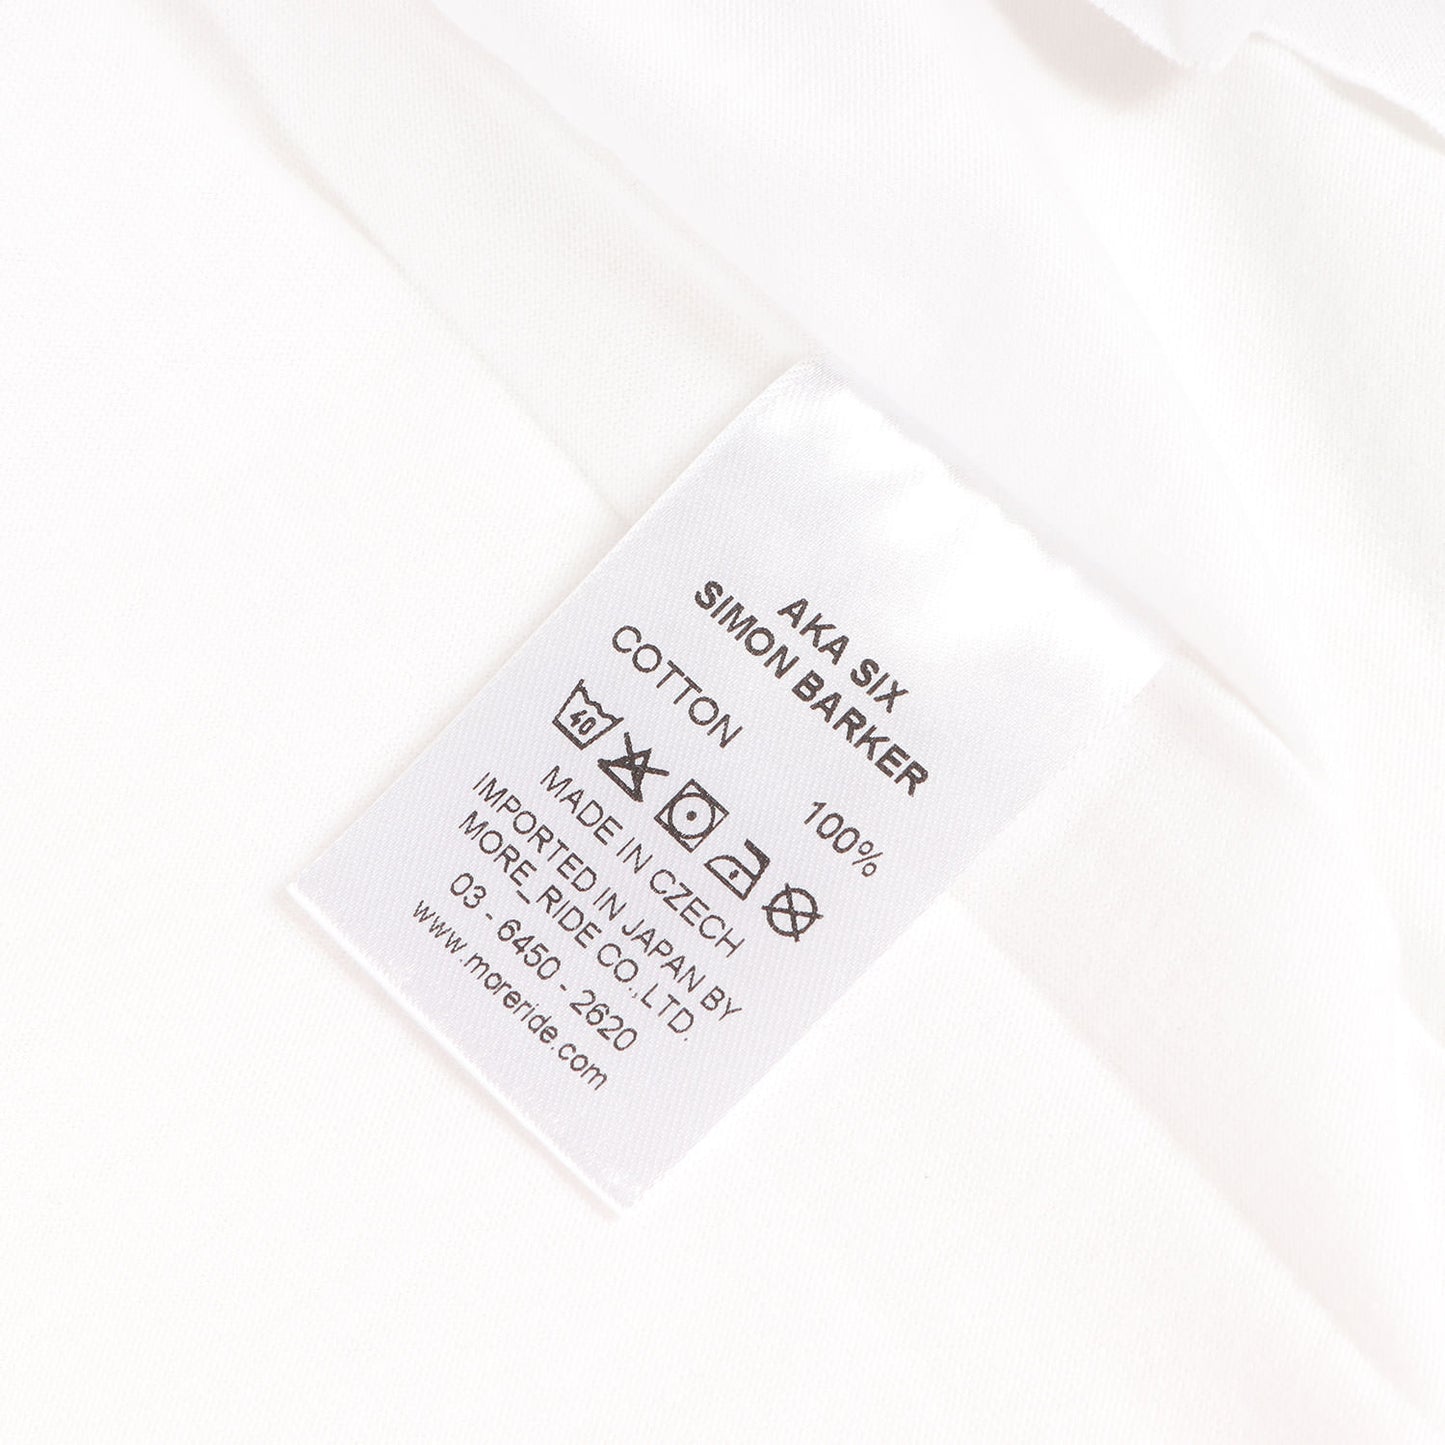 AKA SIX
SIMON BARKER
COTTON 100%
40
MADE IN CZECH
IMPORTED IN JAPAN BY
MORE_RIDE CO.,LTD.
03 - 6450 - 2620
www.moreride.com